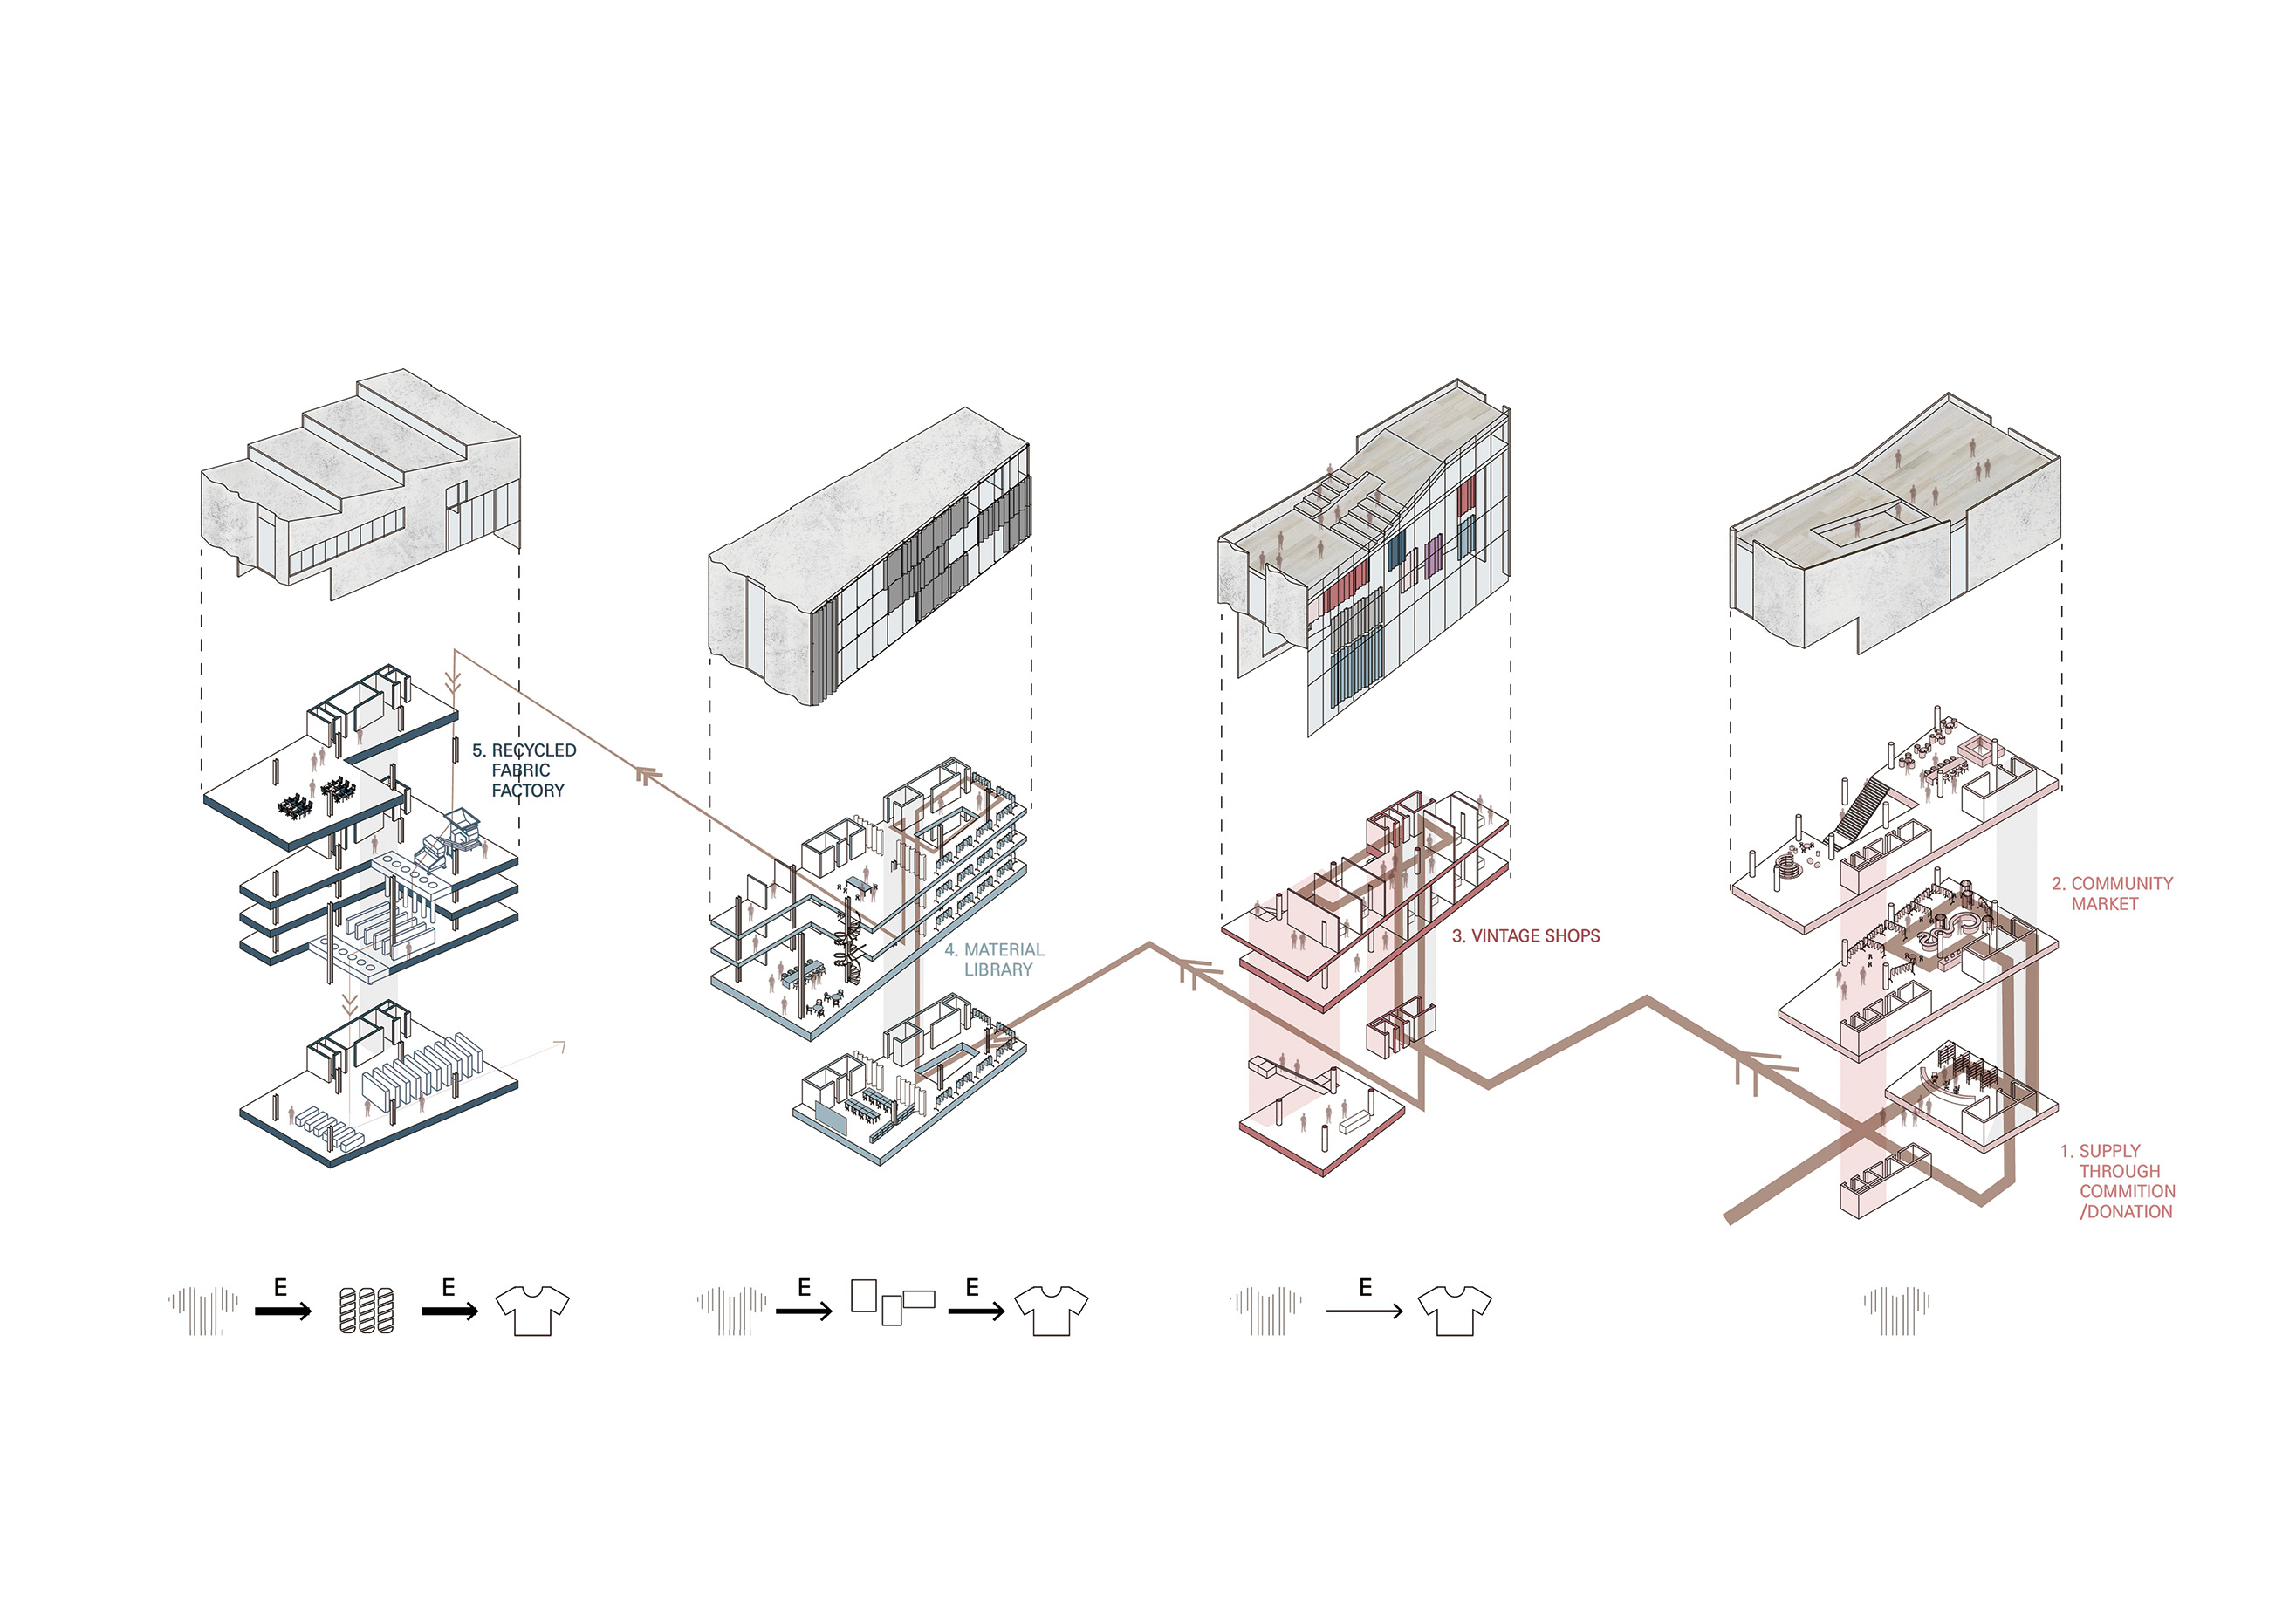 5. RECYCLED
FABRIC
FACTORY
4. MATERIAL
LIBRARY
3. VINTAGE SHOPS
2. COMMUNITY
MARKET
1. SUPPLY
THROUGH
COMMITION
/DONATION
E
E
E
E
E